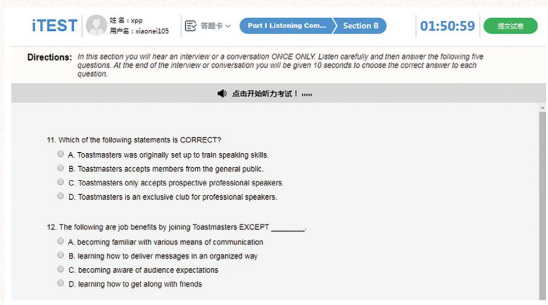 iTEST
姓 名：xpp
用户名：xiaonei105
答题卡
Part I Listening Com...
Section B
01:50:59
提交试卷
Directions: In this section you will hear an interview or a conversation ONCE ONLY. Listen carefully and then answer the following five
questions. At the end of the interview or conversation you will be given 10 seconds to choose the correct answer to each
question.
点击开始听力考试！.....
11. Which of the following statements is CORRECT?
A. Toastmasters was originally set up to train speaking skills.
B. Toastmasters accepts members from the general public.
C. Toastmasters only accepts prospective professional speakers.
D. Toastmasters is an exclusive club for professional speakers.
12. The following are job benefits by joining Toastmasters EXCEPT ________.
A. becoming familiar with various means of communication
B. learning how to deliver messages in an organized way
C. becoming aware of audience expectations
D. learning how to get along with friends